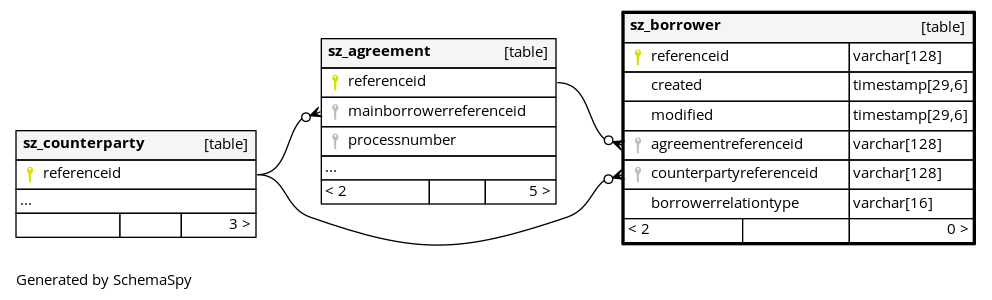 sz_counterparty [table]
referenceid
...
3 >
sz_agreement [table]
referenceid
mainborrowerreferenceid
processnumber
...
< 2 5 >
sz_borrower [table]
referenceid varchar[128]
created timestamp[29,6]
modified timestamp[29,6]
agreementreferenceid varchar[128]
counterpartyreferenceid varchar[128]
borrowerrelationtype varchar[16]
< 2 0 >
Generated by SchemaSpy